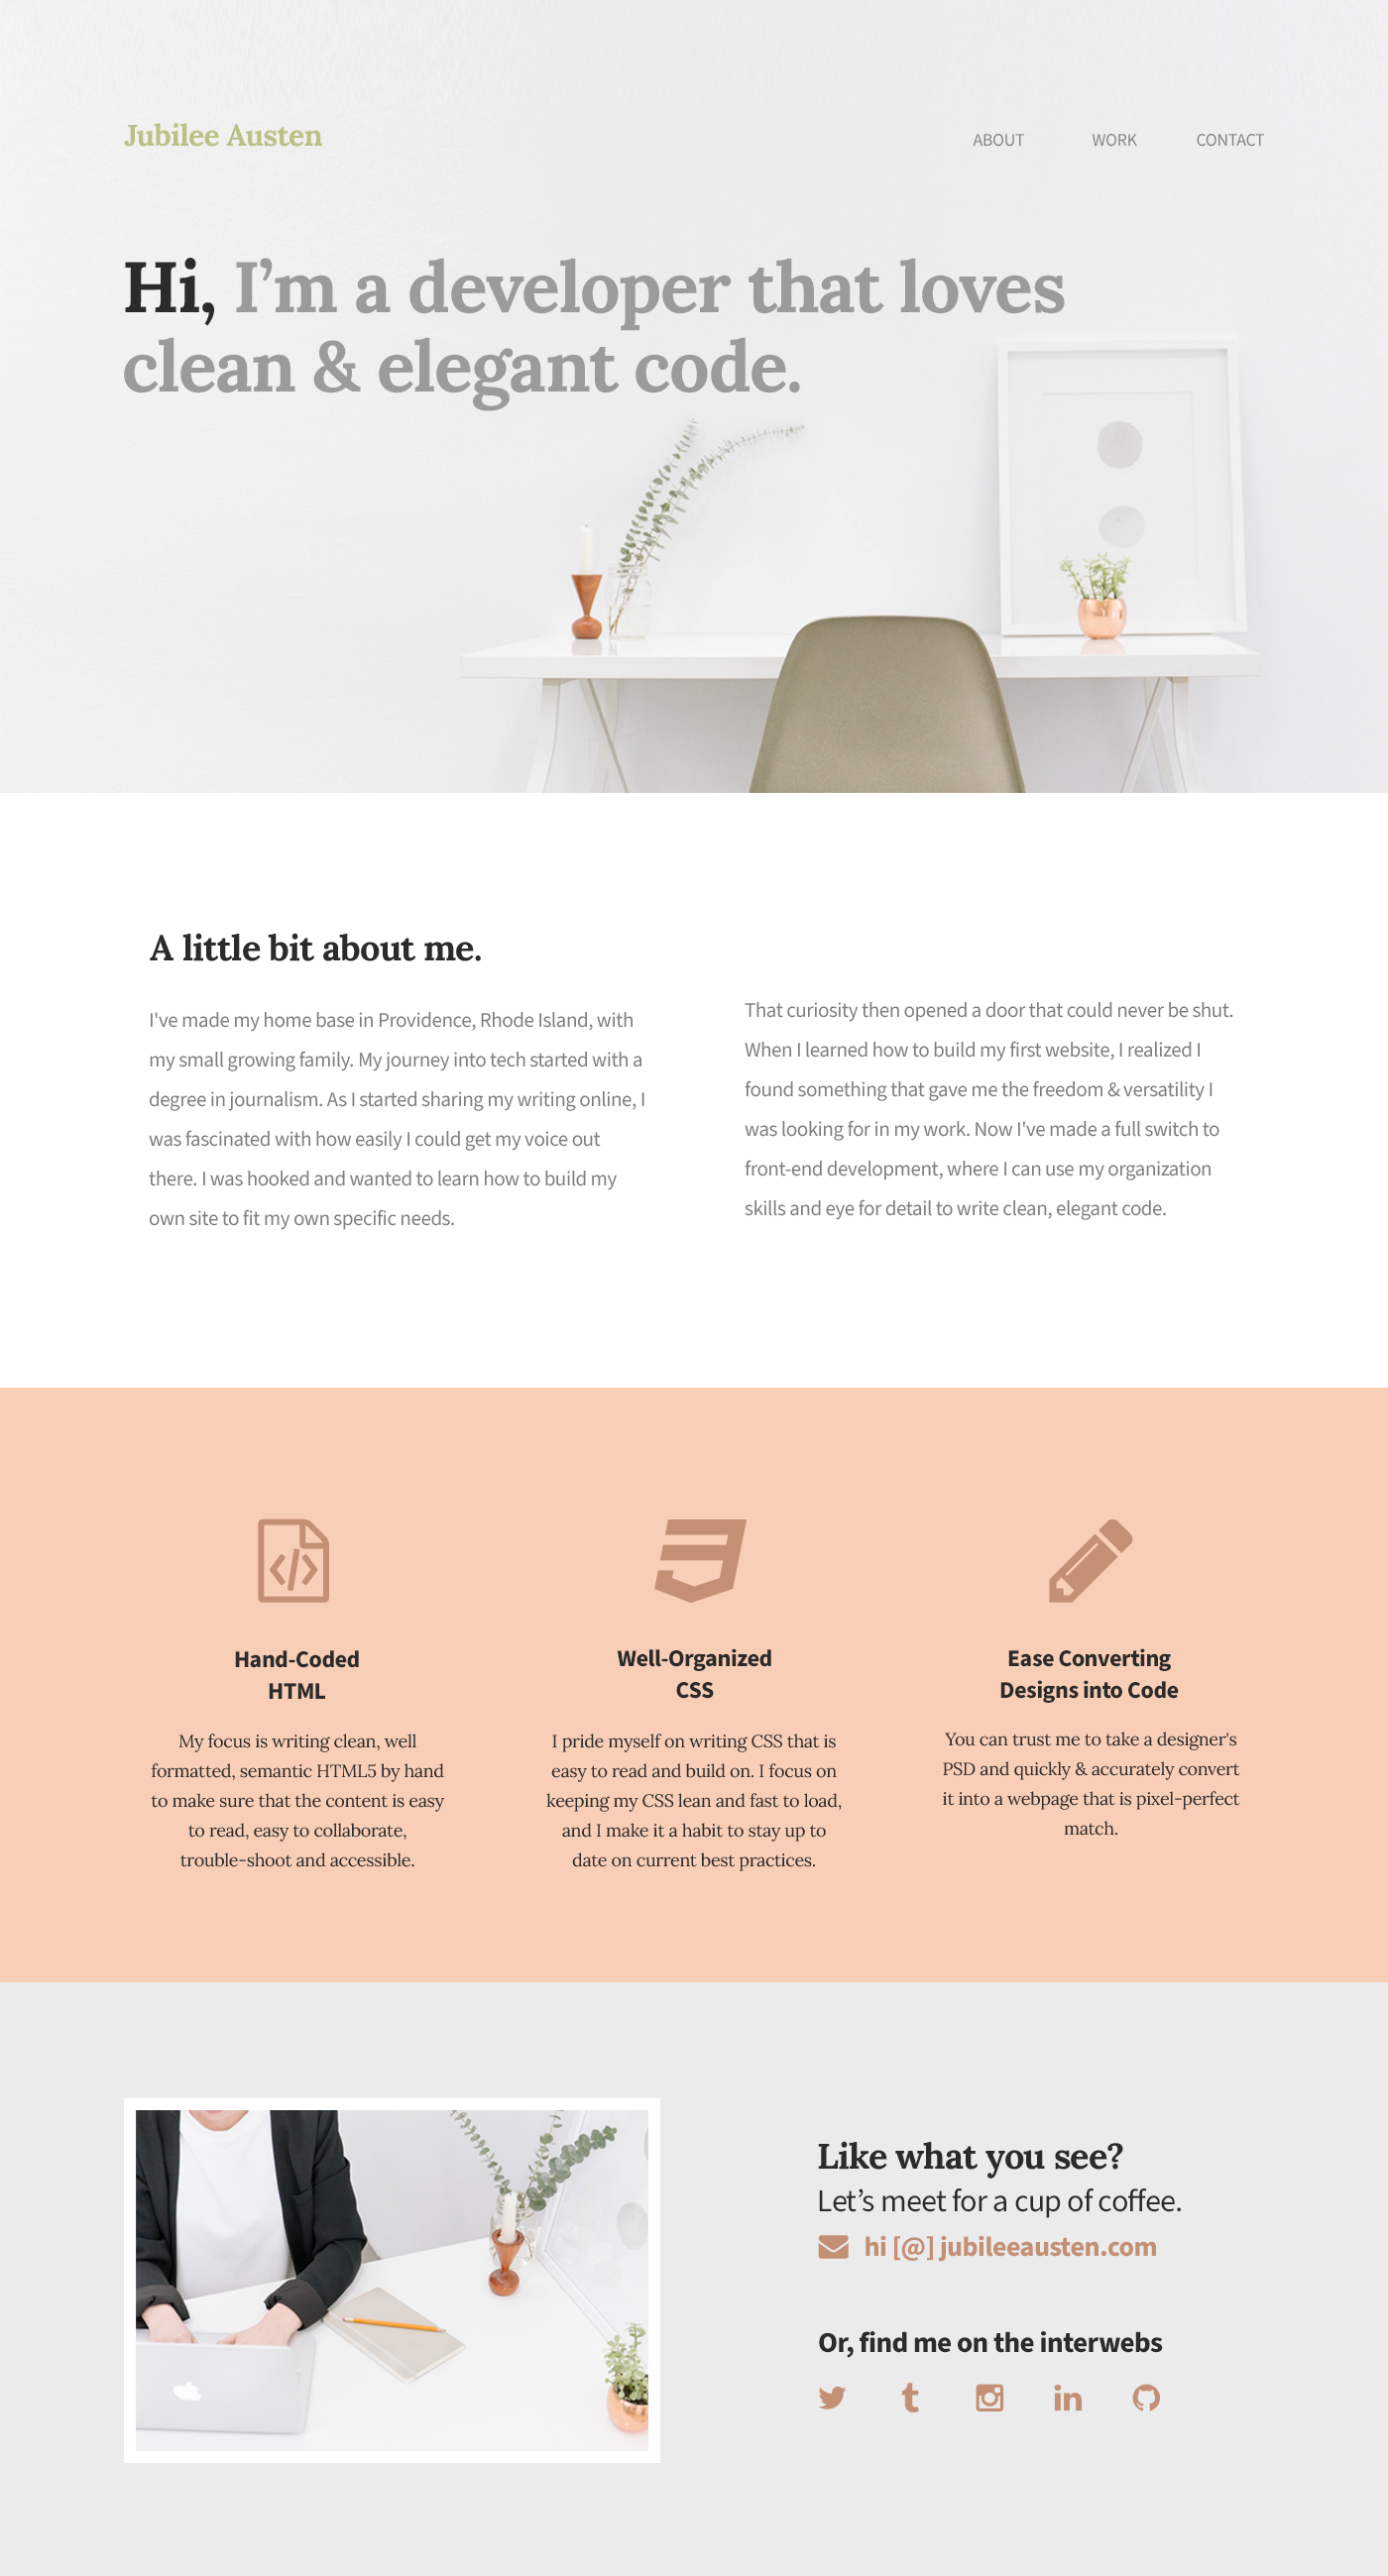 Jubilee Austen
ABOUT WORK CONTACT
Hi, I’m a developer that loves
clean & elegant code.
A little bit about me.
I've made my home base in Providence, Rhode Island, with
my small growing family. My journey into tech started with a
degree in journalism. As I started sharing my writing online, I
was fascinated with how easily I could get my voice out
there. I was hooked and wanted to learn how to build my
own site to fit my own specific needs.
That curiosity then opened a door that could never be shut.
When I learned how to build my first website, I realized I
found something that gave me the freedom & versatility I
was looking for in my work. Now I've made a full switch to
front-end development, where I can use my organization
skills and eye for detail to write clean, elegant code.
Hand-Coded
HTML
My focus is writing clean, well
formatted, semantic HTML5 by hand
to make sure that the content is easy
to read, easy to collaborate,
trouble-shoot and accessible.
Well-Organized
CSS
I pride myself on writing CSS that is
easy to read and build on. I focus on
keeping my CSS lean and fast to load,
and I make it a habit to stay up to
date on current best practices.
Ease Converting
Designs into Code
You can trust me to take a designer's
PSD and quickly & accurately convert
it into a webpage that is pixel-perfect
match.
Like what you see?
Let’s meet for a cup of coffee.
hi [@] jubileeausten.com
Or, find me on the interwebs